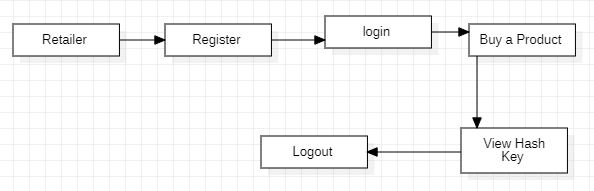 Retailer
Register
login
Buy a Product
View Hash
Key
Logout